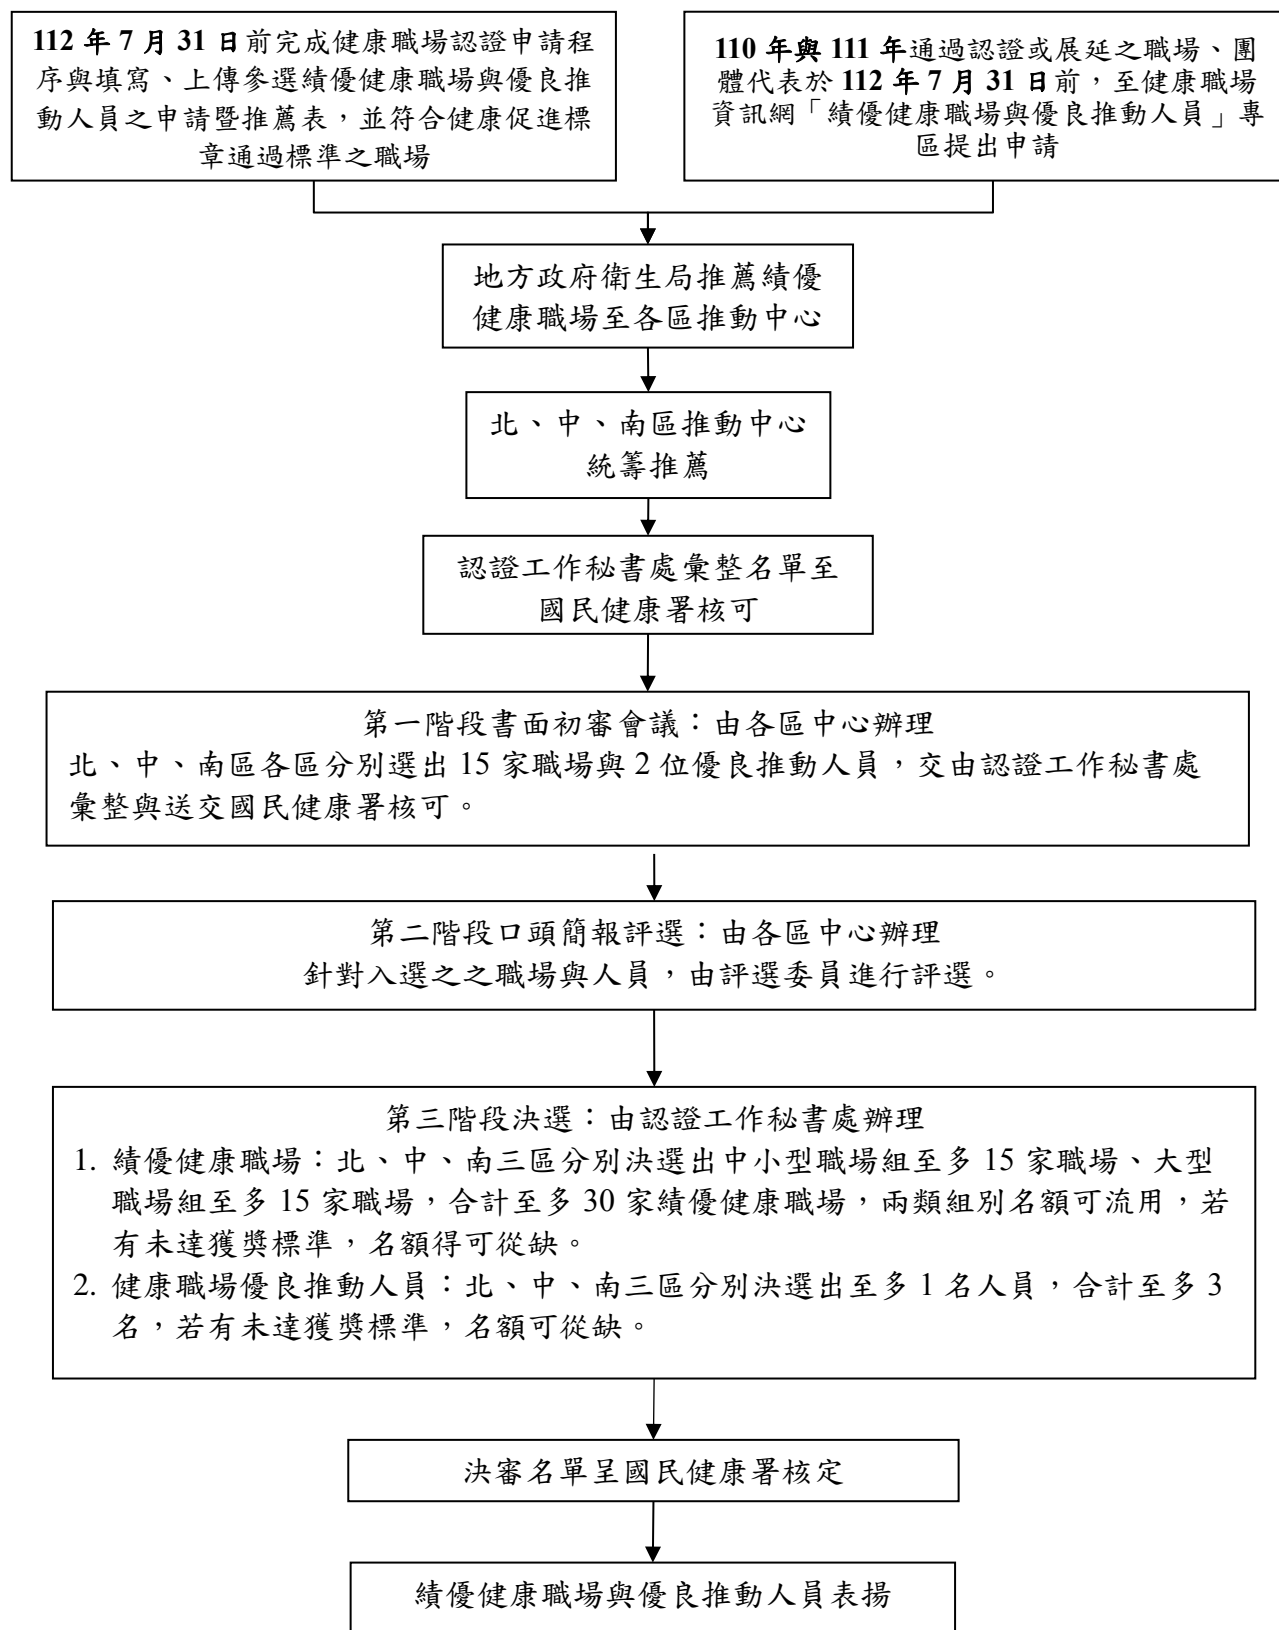 112 年 7 月 31 日前完成健康職場認證申請程
序與填寫、上傳參選績優健康職場與優良推
動人員之申請暨推薦表，並符合健康促進標
章通過標準之職場
110 年與 111 年通過認證或展延之職場、團
體代表於 112 年 7 月 31 日前，至健康職場
資訊網「績優健康職場與優良推動人員」專
區提出申請
地方政府衛生局推薦績優
健康職場至各區推動中心
北、中、南區推動中心
統籌推薦
認證工作秘書處彙整名單至
國民健康署核可
第一階段書面初審會議：由各區中心辦理
北、中、南區各區分別選出 15 家職場與 2 位優良推動人員，交由認證工作秘書處
彙整與送交國民健康署核可。
第二階段口頭簡報評選：由各區中心辦理
針對入選之之職場與人員，由評選委員進行評選。
第三階段決選：由認證工作秘書處辦理
1. 績優健康職場：北、中、南三區分別決選出中小型職場組至多 15 家職場、大型
職場組至多 15 家職場，合計至多 30 家績優健康職場，兩類組別名額可流用，若
有未達獲獎標準，名額得可從缺。
2. 健康職場優良推動人員：北、中、南三區分別決選出至多 1 名人員，合計至多 3
名，若有未達獲獎標準，名額可從缺。
決審名單呈國民健康署核定
績優健康職場與優良推動人員表揚